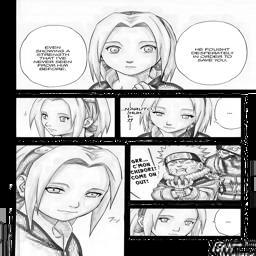 EVEN
SHOWING A
STRENGTH
THAT I'VE
NEVER SEEN
FROM HIM
BEFORE.
HE FOUGHT
DESPERATELY
IN ORDER TO
SAVE YOU.
...
GRR...
C'MON
CHIDORI!
COME ON
OUT!
...